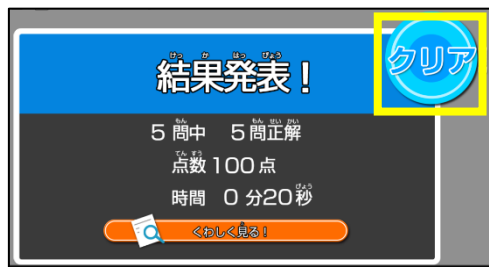 クリア
結果発表！
5問中 5問正解
点数100点
時間 0分20秒
くわしく見る！